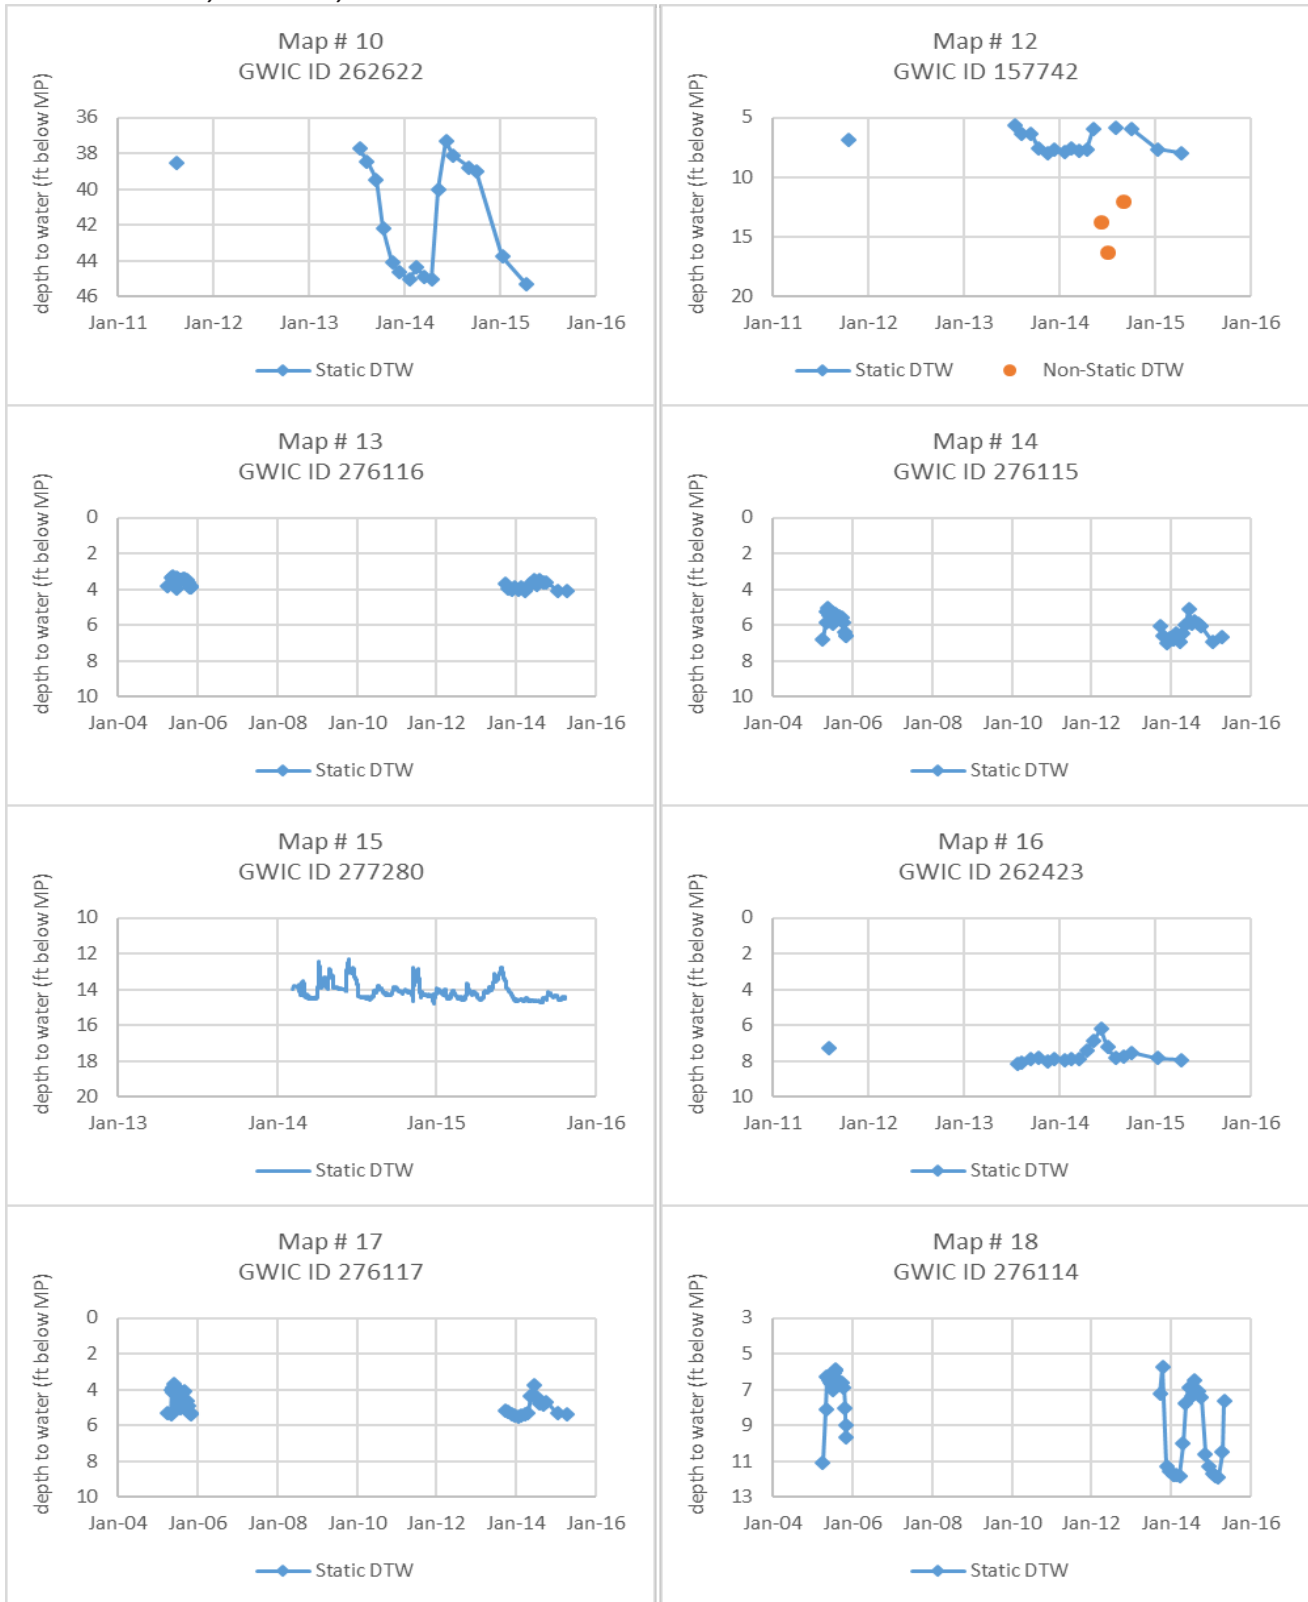 Map # 10
GWIC ID 262622
depth to water (ft below MP)
36
38
40
42
44
46
Jan-11
Jan-12
Jan-13
Jan-14
Jan-15
Jan-16
Static DTW
Map # 12
GWIC ID 157742
depth to water (ft below MP)
5
10
15
20
Jan-11
Jan-12
Jan-13
Jan-14
Jan-15
Jan-16
Static DTW
Non-Static DTW
Map # 13
GWIC ID 276116
depth to water (ft below MP)
0
2
4
6
8
10
Jan-04
Jan-06
Jan-08
Jan-10
Jan-12
Jan-14
Jan-16
Static DTW
Map # 14
GWIC ID 276115
depth to water (ft below MP)
0
2
4
6
8
10
Jan-04
Jan-06
Jan-08
Jan-10
Jan-12
Jan-14
Jan-16
Static DTW
Map # 15
GWIC ID 277280
depth to water (ft below MP)
10
12
14
16
18
20
Jan-13
Jan-14
Jan-15
Jan-16
Static DTW
Map # 16
GWIC ID 262423
depth to water (ft below MP)
0
2
4
6
8
10
Jan-11
Jan-12
Jan-13
Jan-14
Jan-15
Jan-16
Static DTW
Map # 17
GWIC ID 276117
depth to water (ft below MP)
0
2
4
6
8
10
Jan-04
Jan-06
Jan-08
Jan-10
Jan-12
Jan-14
Jan-16
Static DTW
Map # 18
GWIC ID 276114
depth to water (ft below MP)
3
5
7
9
11
13
Jan-04
Jan-06
Jan-08
Jan-10
Jan-12
Jan-14
Jan-16
Static DTW